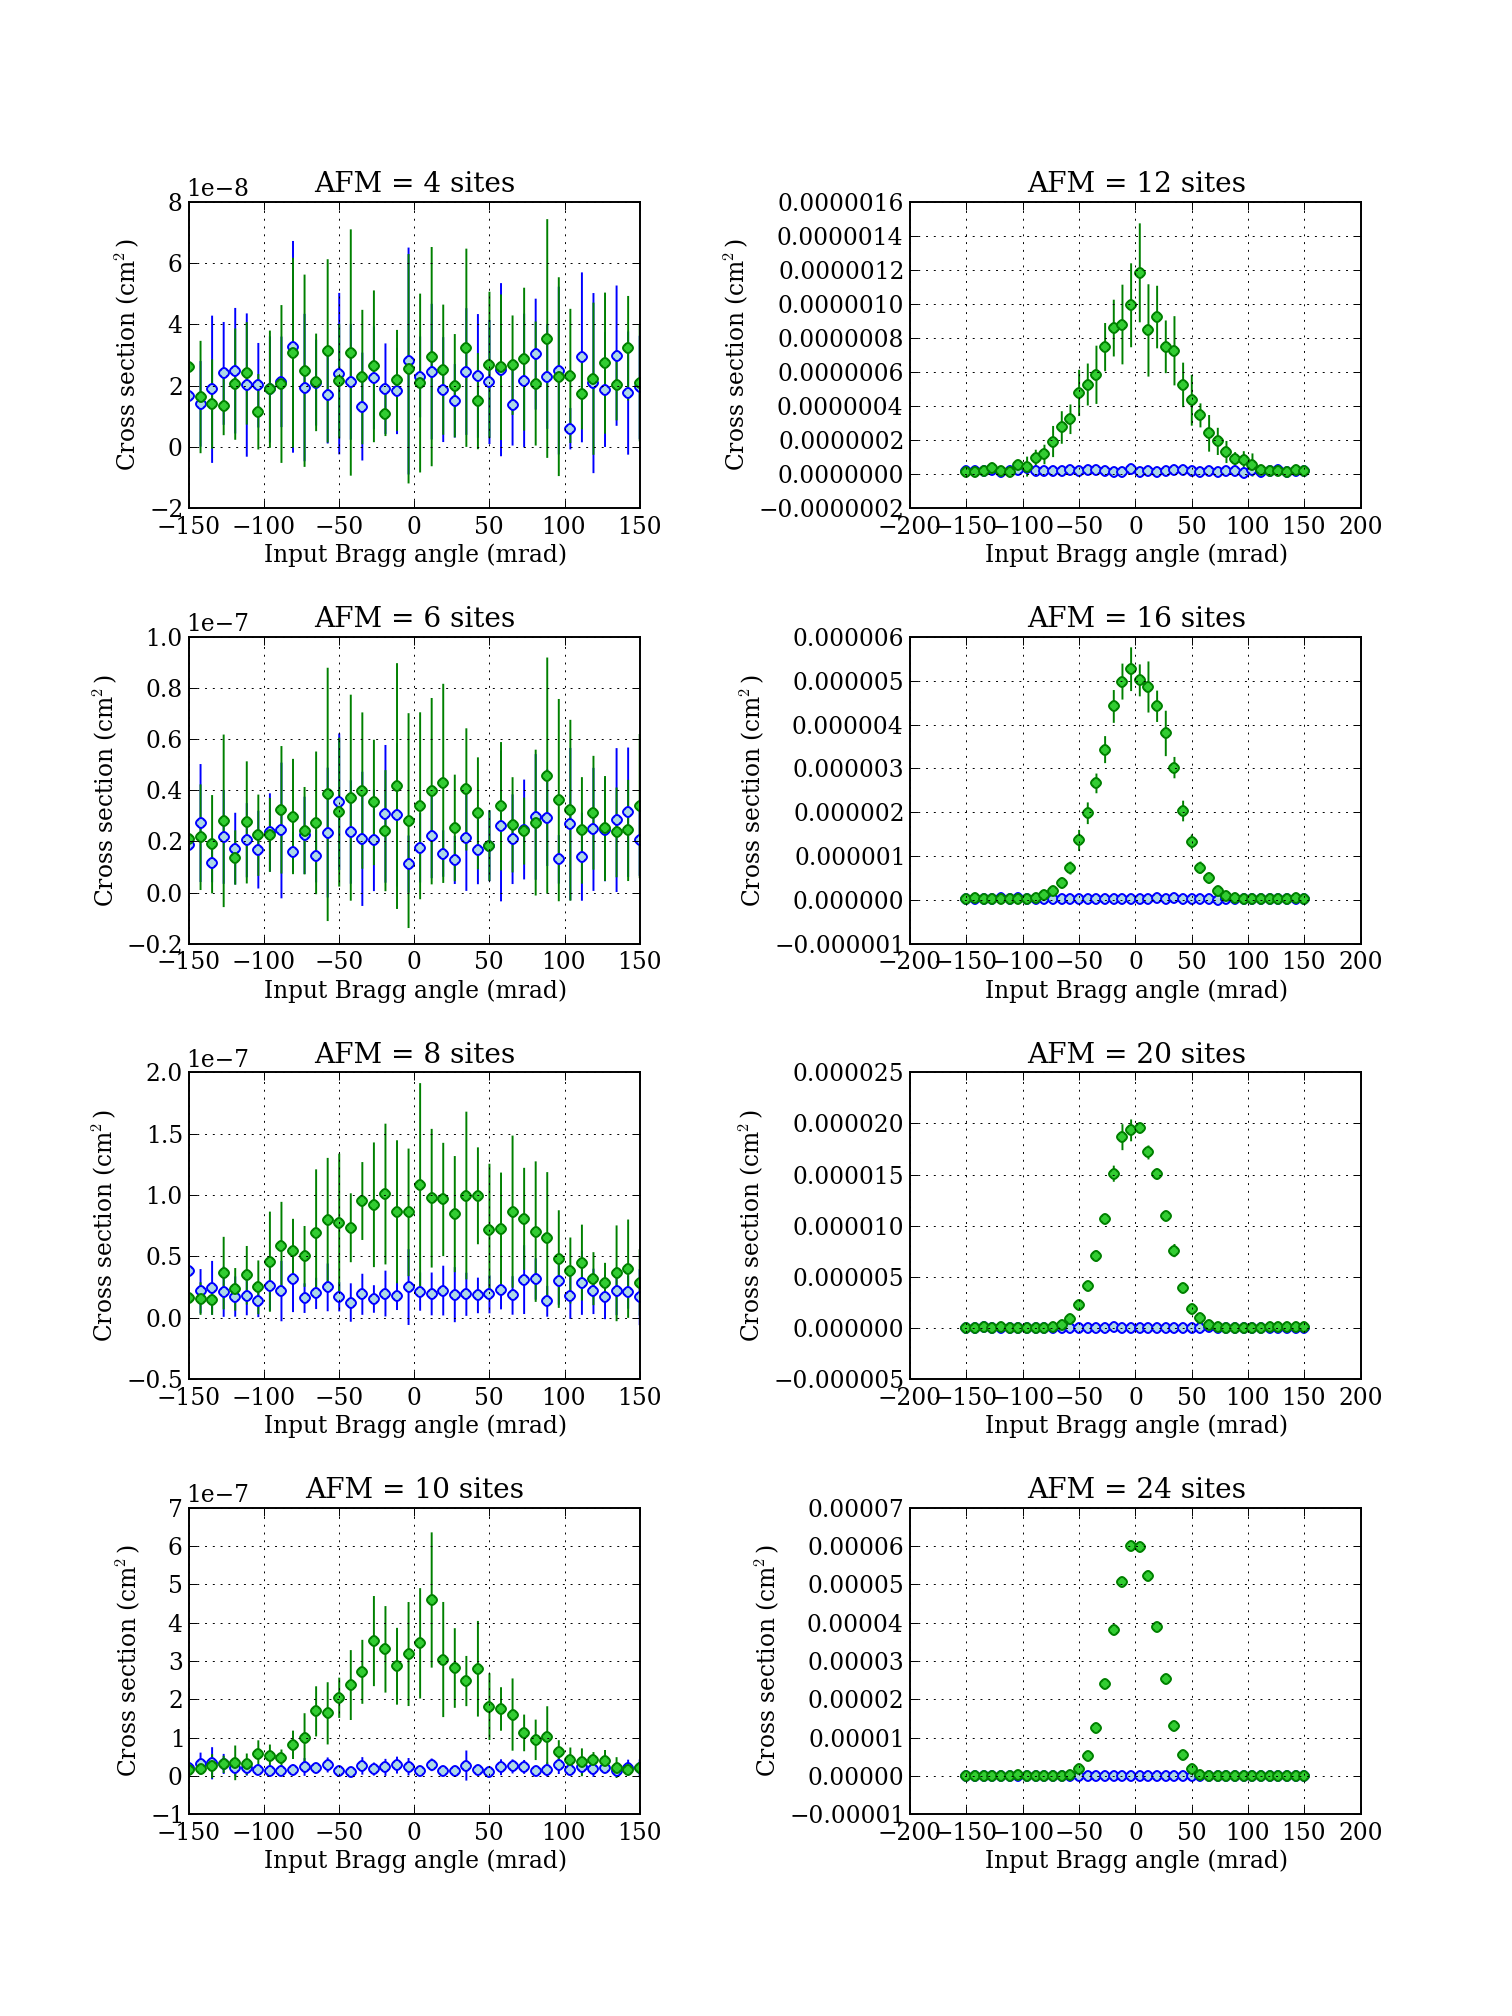 AFM = 4 sites
1e−8
8
6
4
2
0
−2
−150 −100 −50 0 50 100 150
Cross section (cm2)
Input Bragg angle (mrad)
AFM = 12 sites
0.0000016
0.0000014
0.0000012
0.0000010
0.0000008
0.0000006
0.0000004
0.0000002
0.0000000
−0.0000002
−200 −150 −100 −50 0 50 100 150 200
Cross section (cm2)
Input Bragg angle (mrad)
AFM = 6 sites
1e−7
1.0
0.8
0.6
0.4
0.2
0.0
−0.2
−150 −100 −50 0 50 100 150
Cross section (cm2)
Input Bragg angle (mrad)
AFM = 16 sites
0.000006
0.000005
0.000004
0.000003
0.000002
0.000001
0.000000
−0.000001
−200 −150 −100 −50 0 50 100 150 200
Cross section (cm2)
Input Bragg angle (mrad)
AFM = 8 sites
1e−7
2.0
1.5
1.0
0.5
0.0
−0.5
−150 −100 −50 0 50 100 150
Cross section (cm2)
Input Bragg angle (mrad)
AFM = 20 sites
0.000025
0.000020
0.000015
0.000010
0.000005
0.000000
−0.000005
−200 −150 −100 −50 0 50 100 150 200
Cross section (cm2)
Input Bragg angle (mrad)
AFM = 10 sites
1e−7
7
6
5
4
3
2
1
0
−1
−150 −100 −50 0 50 100 150
Cross section (cm2)
Input Bragg angle (mrad)
AFM = 24 sites
0.00007
0.00006
0.00005
0.00004
0.00003
0.00002
0.00001
0.00000
−0.00001
−200 −150 −100 −50 0 50 100 150 200
Cross section (cm2)
Input Bragg angle (mrad)